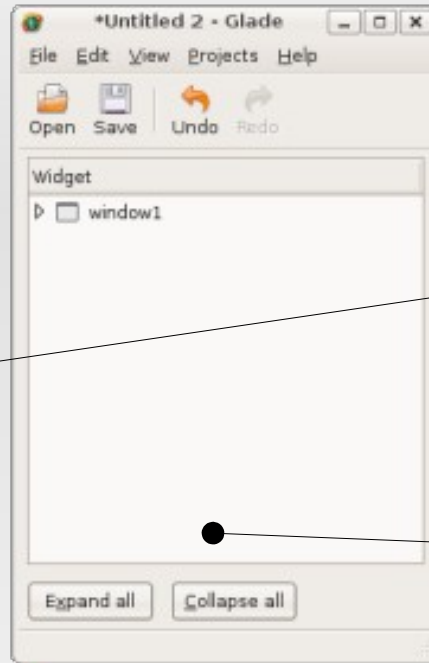 *Untitled 2 - Glade
File Edit View Projects Help
Open Save Undo Redo
Widget
window1
Expand all Collapse all